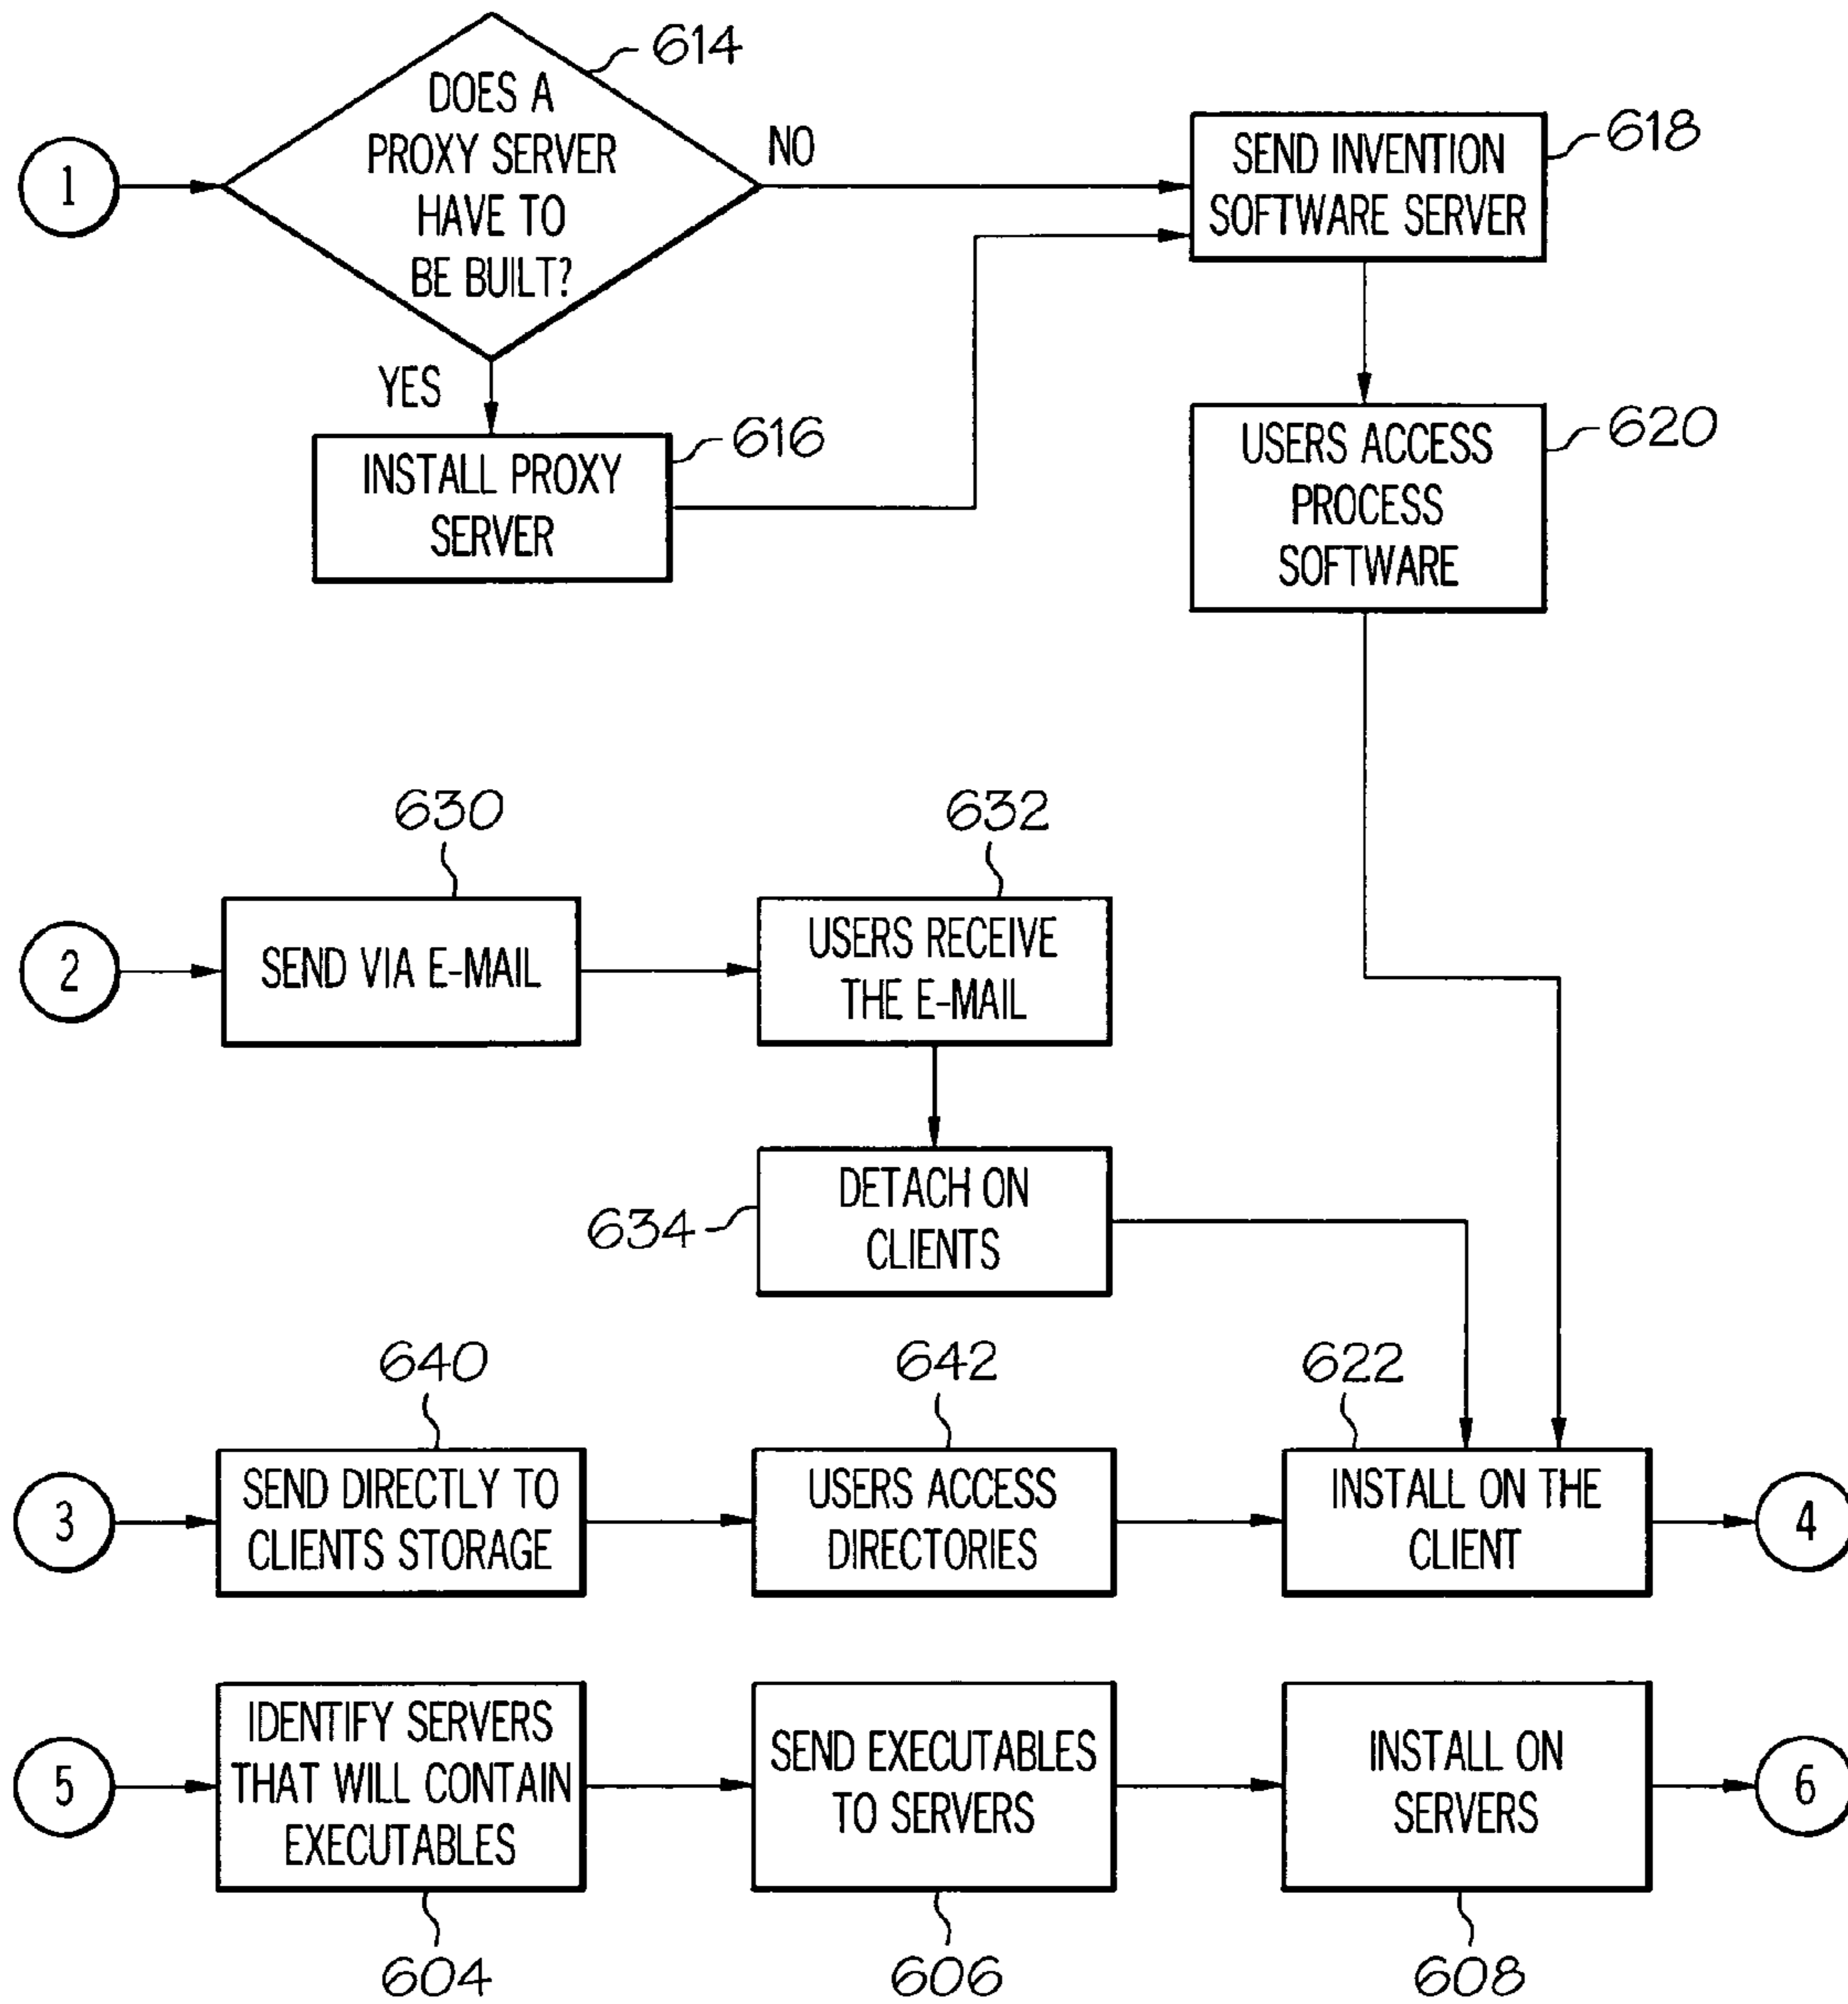 614
DOES A
PROXY SERVER
HAVE TO
BE BUILT?
1
NO
YES
618
SEND INVENTION
SOFTWARE SERVER
616
INSTALL PROXY
SERVER
620
USERS ACCESS
PROCESS
SOFTWARE
630
632
2
SEND VIA E-MAIL
USERS RECEIVE
THE E-MAIL
634
DETACH ON
CLIENTS
640
642
622
3
SEND DIRECTLY TO
CLIENTS STORAGE
USERS ACCESS
DIRECTORIES
INSTALL ON THE
CLIENT
4
5
IDENTIFY SERVERS
THAT WILL CONTAIN
EXECUTABLES
SEND EXECUTABLES
TO SERVERS
INSTALL ON
SERVERS
6
604
606
608